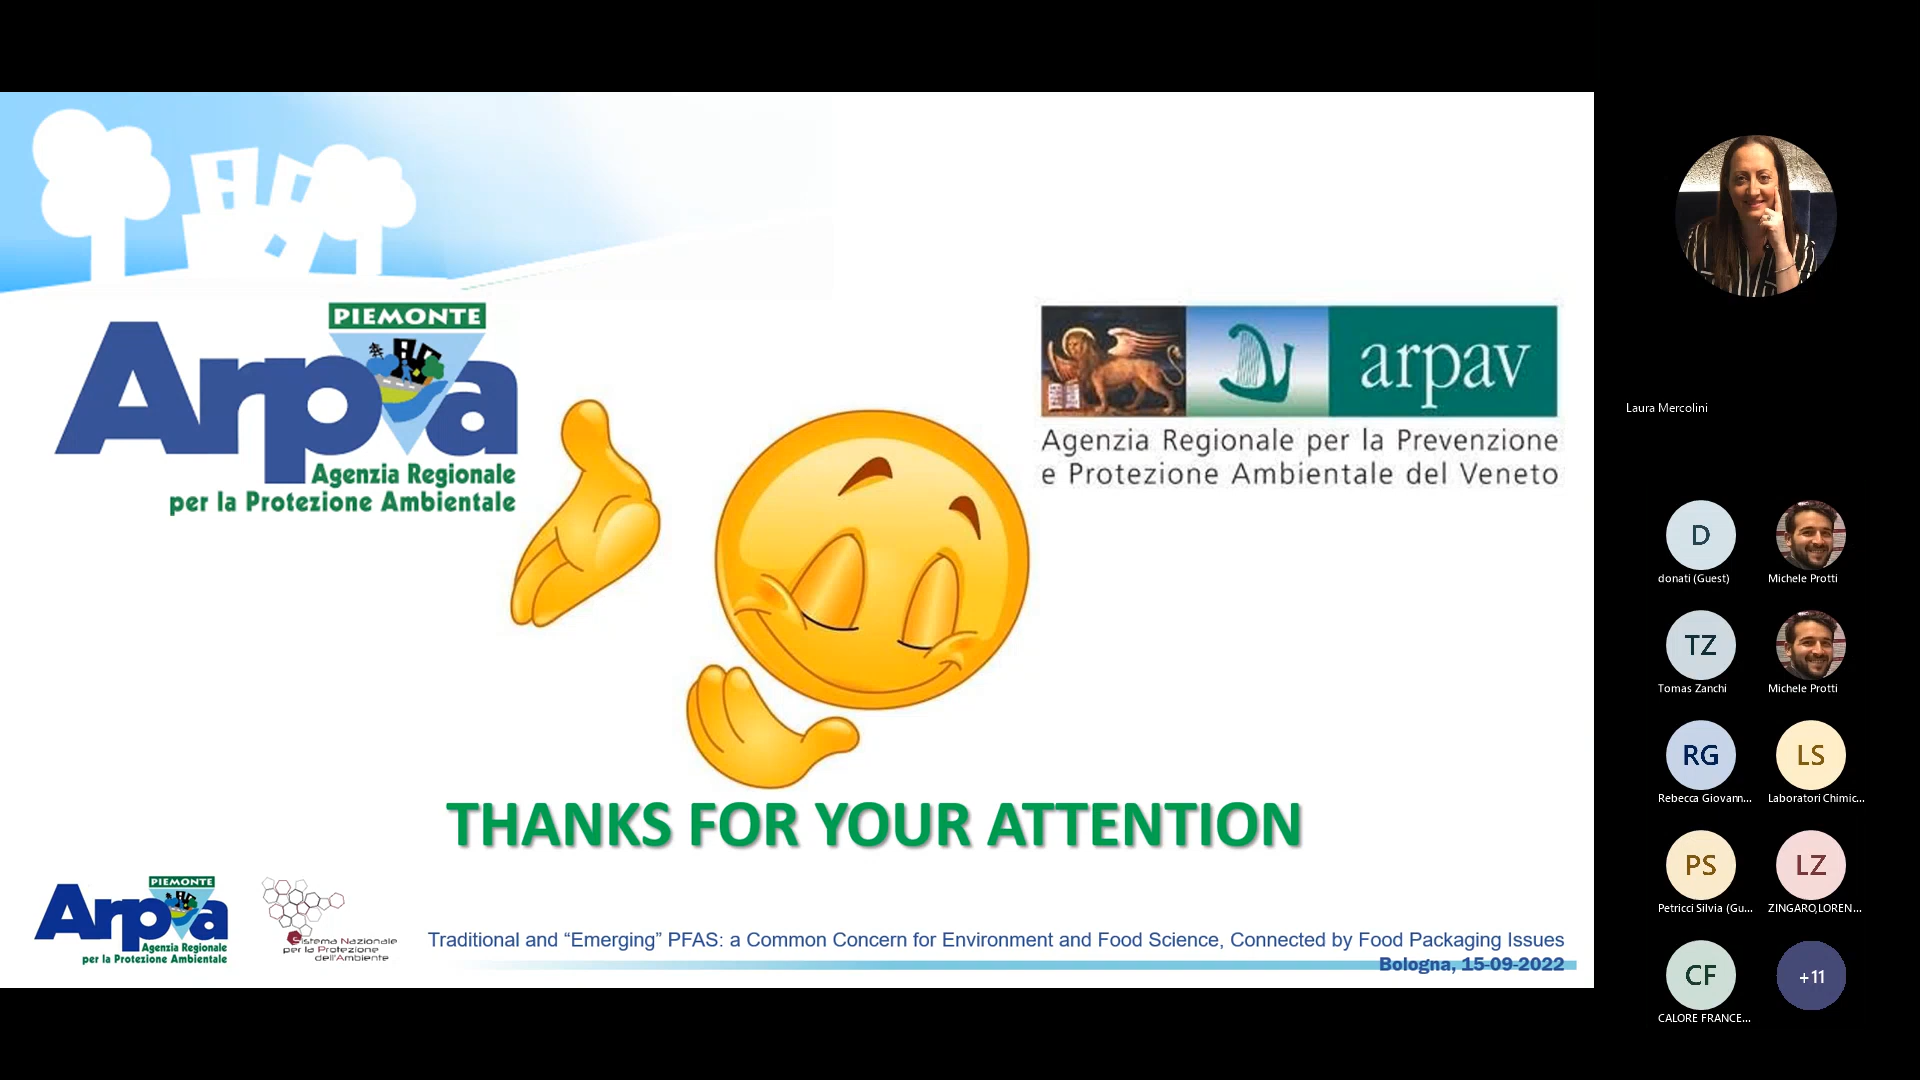 PIEMONTE
Arpa
Agenzia Regionale
per la Protezione Ambientale
arpav
Agenzia Regionale per la Prevenzione
e Protezione Ambientale del Veneto
THANKS FOR YOUR ATTENTION
PIEMONTE
Arpa
Agenzia Regionale
per la Protezione Ambientale
Sistema Nazionale
per la Protezione
dell'Ambiente
Traditional and “Emerging” PFAS: a Common Concern for Environment and Food Science, Connected by Food Packaging Issues
Bologna, 15-09-2022
Laura Mercolini
D
donati (Guest)
Michele Protti
TZ
Tomas Zanchi
Michele Protti
RG
Rebecca Giovann...
LS
Laboratori Chimic...
PS
Petricci Silvia (Gu...
LZ
ZINGARO,LOREN...
CF
CALORE FRANCE...
+11